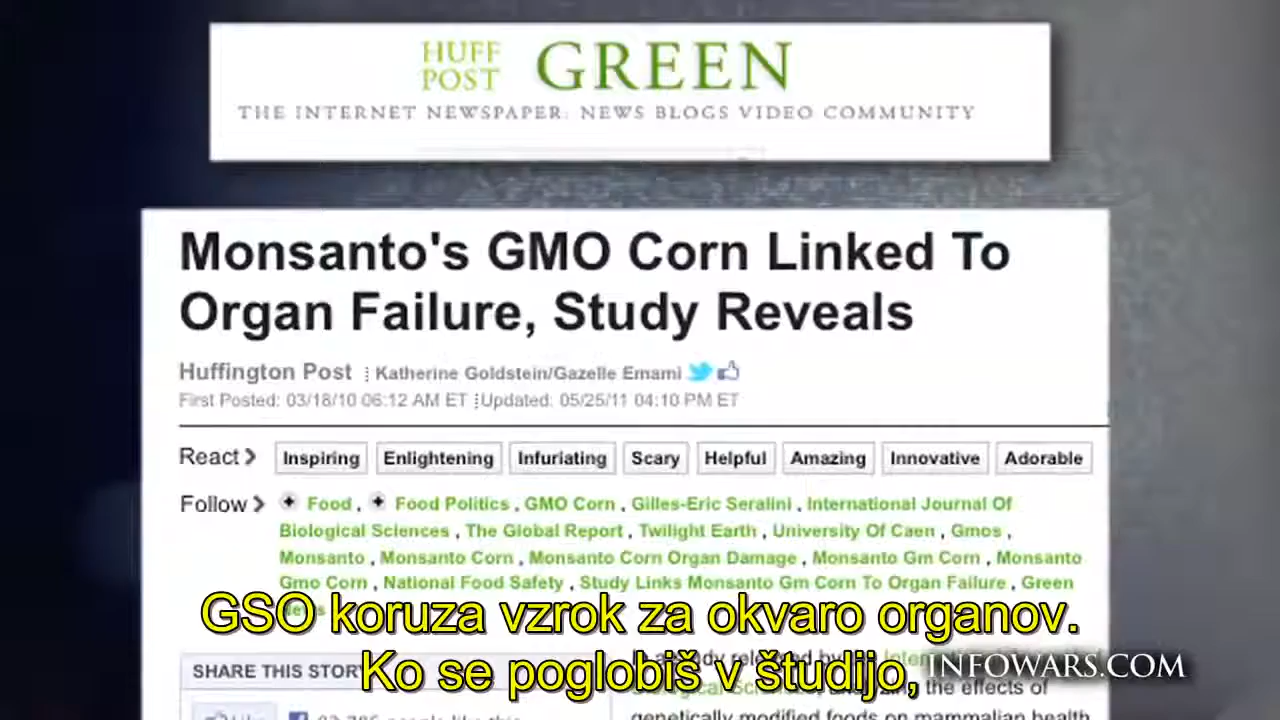 HUFF
POST
GREEN
THE INTERNET NEWSPAPER: NEWS BLOGS VIDEO COMMUNITY
Monsanto's GMO Corn Linked To
Organ Failure, Study Reveals
Huffington Post Katherine Goldstein/Gazelle Emami
First Posted: 03/18/10 06:12 AM ET Updated: 05/25/11 04:10 PM ET
React Inspiring Enlightening Infuriating Scary Helpful Amazing Innovative Adorable
Follow Food , Food Politics , GMO Corn , Gilles-Eric Seralini , International Journal Of
Biological Sciences , The Global Report , Twilight Earth , University Of Caen , Gmos ,
Monsanto , Monsanto Corn , Monsanto Corn Organ Damage , Monsanto Gm Corn , Monsanto
Gmo Corn , National Food Safety , Study Links Monsanto Gm Corn To Organ Failure , Green
GSO koruza vzrok za okvaro organov.
Ko se poglobiš v študijo,
SHARE THIS STORY
INFOWARS.COM
the effects of
genetically modified foods on mammalian health